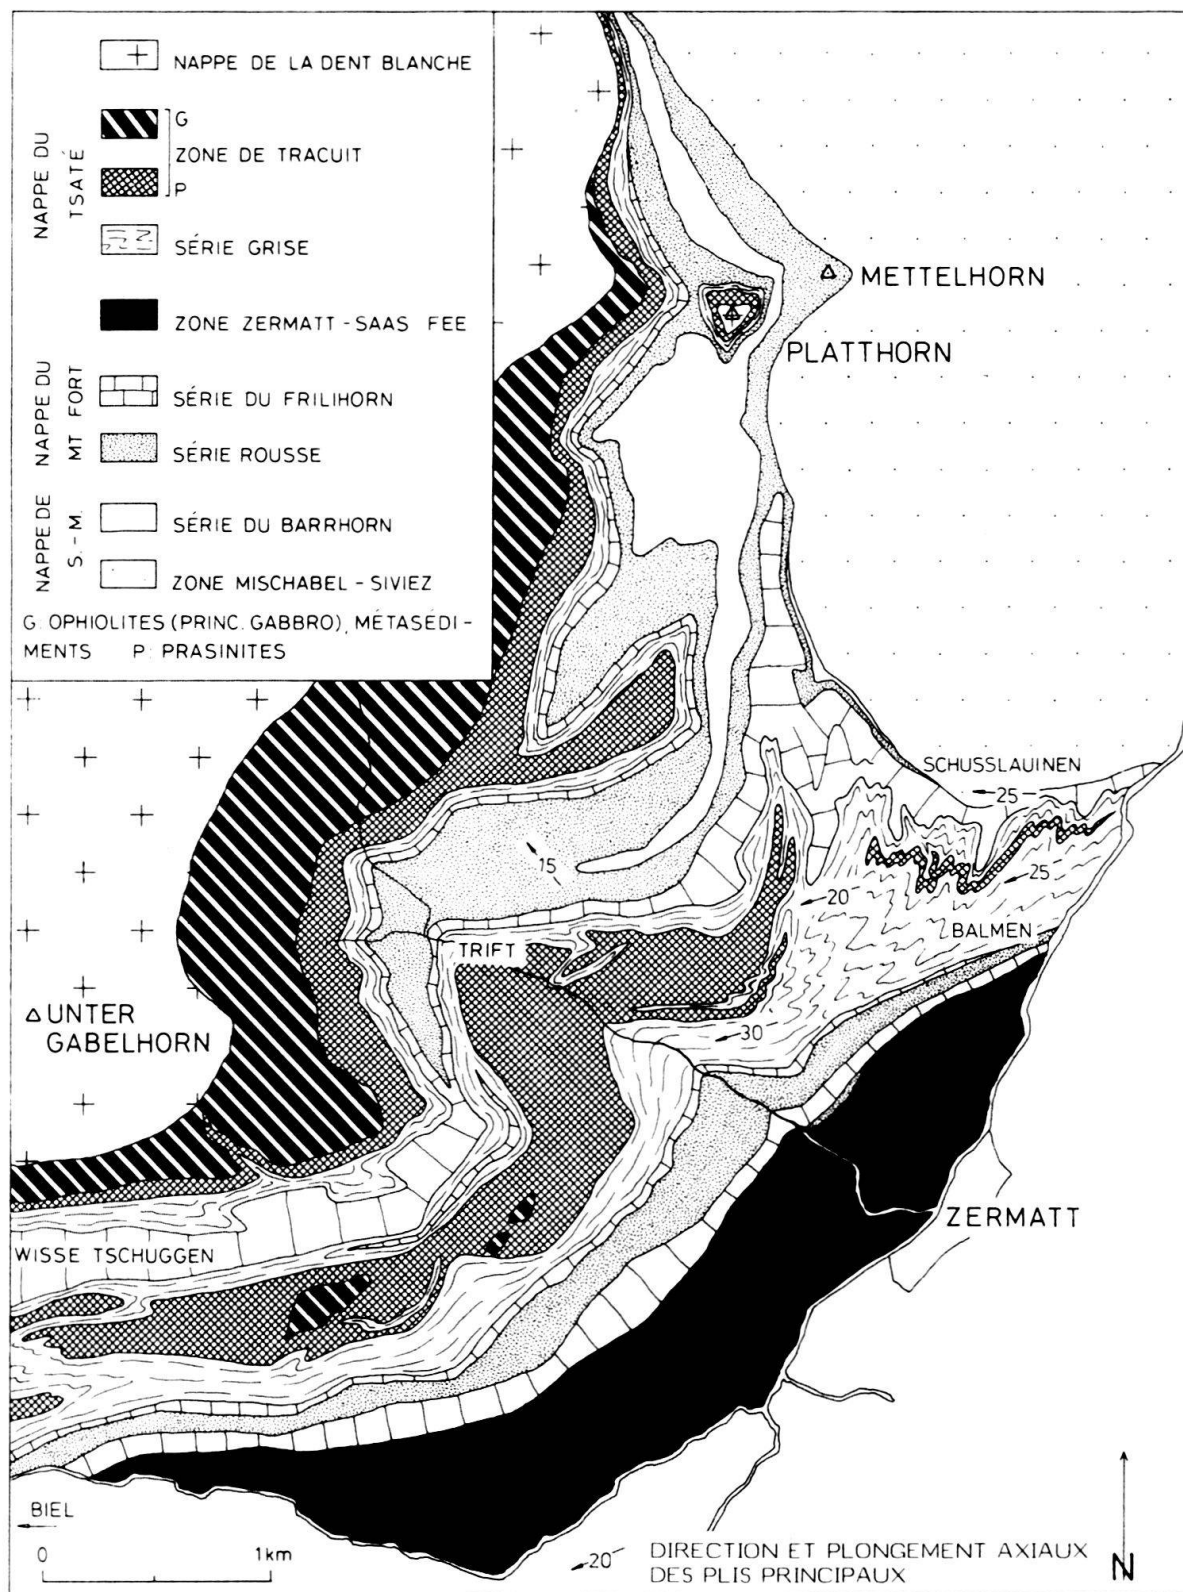 NAPPE DE LA DENT BLANCHE
NAPPE DU
TSATÉ
G
ZONE DE TRACUIT
P
SÉRIE GRISE
ZONE ZERMATT - SAAS FEE
NAPPE DU
MT FORT
SÉRIE DU FRILIHORN
SÉRIE ROUSSE
NAPPE DE
S.-M.
SÉRIE DU BARRHORN
ZONE MISCHABEL - SIVIEZ
G: OPHIOLITES (PRINC. GABBRO), MÉTASÉDI-
MENTS P: PRASINITES
METTELHORN
PLATTHORN
SCHUSSLAUINEN
25
15
25
20
BALMEN
TRIFT
UNTER
GABELHORN
30
ZERMATT
WISSE TSCHUGGEN
BIEL
0 1km
20
DIRECTION ET PLONGEMENT AXIAUX
DES PLIS PRINCIPAUX
N